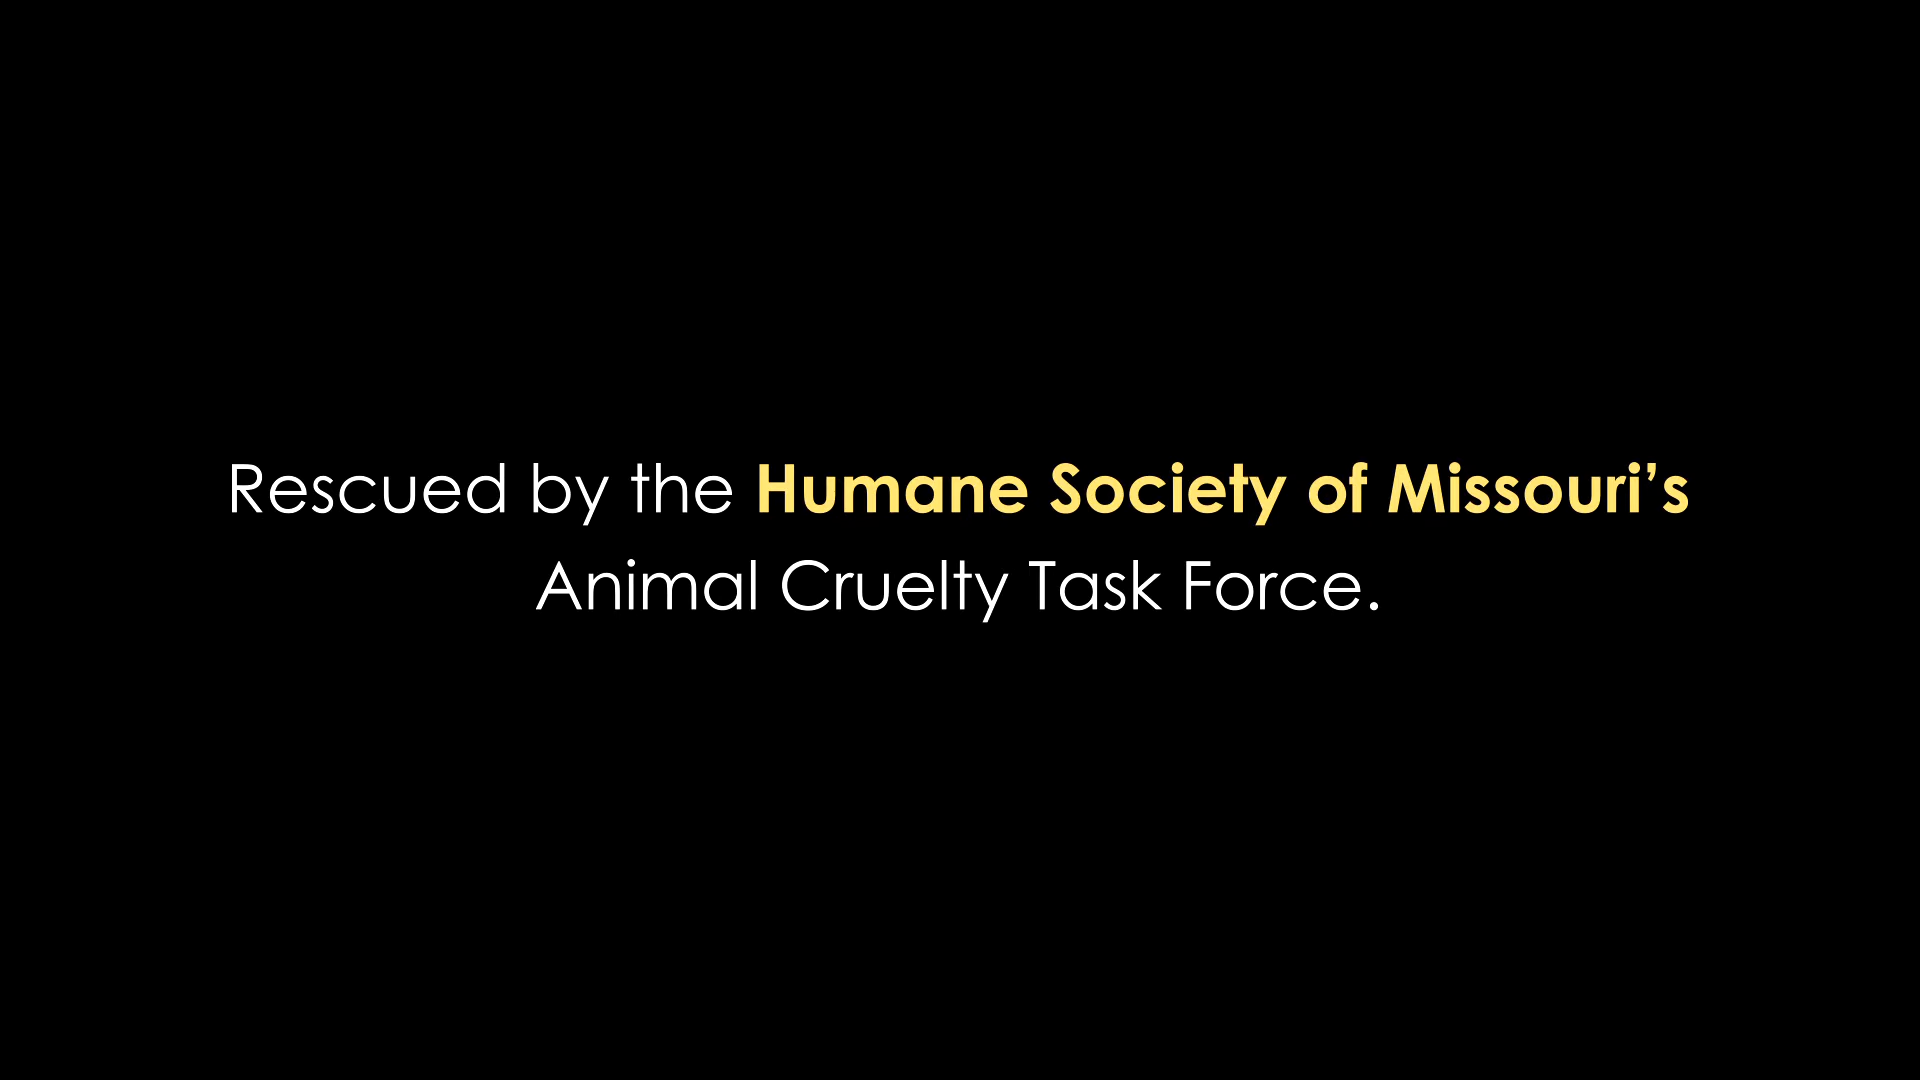 Rescued by the Humane Society of Missouri’s
Animal Cruelty Task Force.